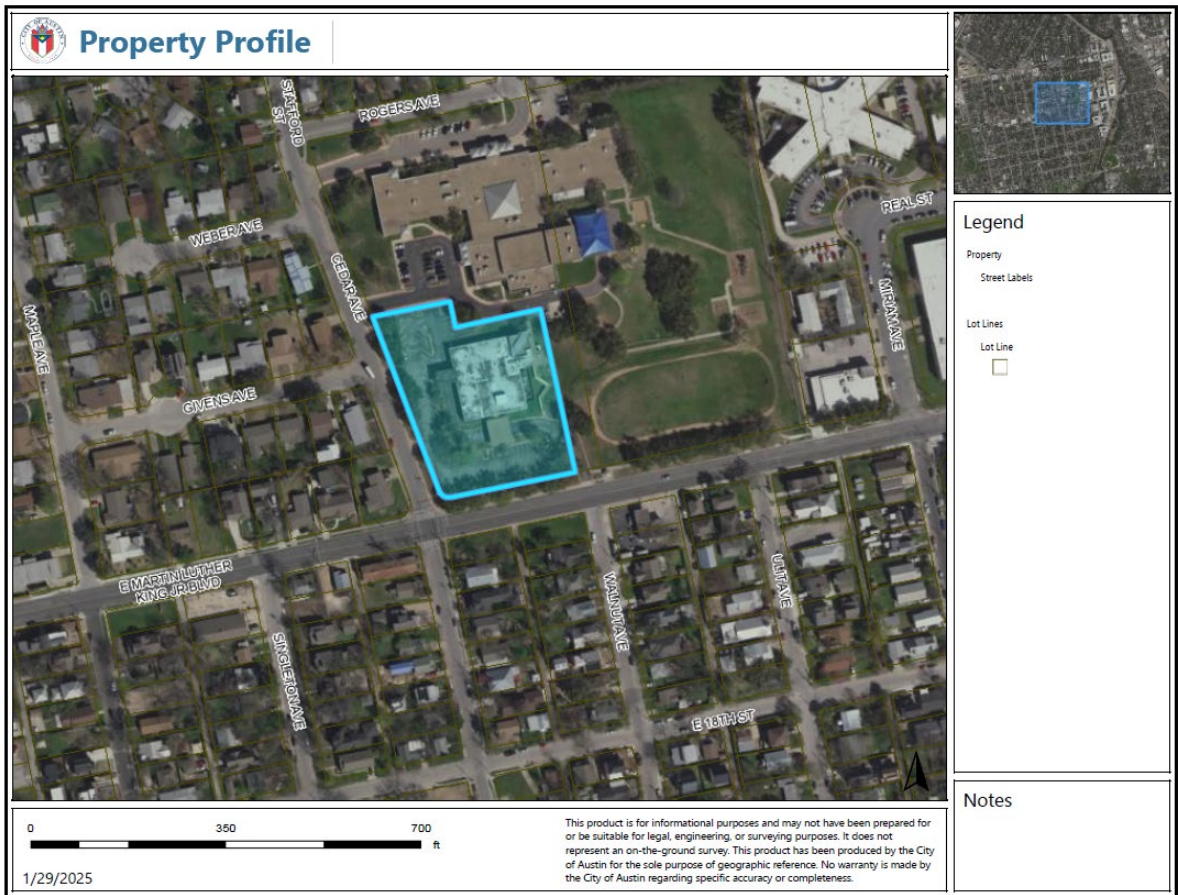 CITY OF AUSTIN
Property Profile
STAFFORD
ST
ROGERS AVE
WEBER AVE
CEDAR AVE
REAL ST
MAPLE AVE
MIRIAM AVE
GIVENS AVE
E MARTIN LUTHER
KING JR BLVD
SINGLETON AVE
WALNUT AVE
ULIT AVE
E 18TH ST
Legend
Property
Street Labels
Lot Lines
Lot Line
Notes
0 350 700
ft
1/29/2025
This product is for informational purposes and may not have been prepared for
or be suitable for legal, engineering, or surveying purposes. It does not
represent an on-the-ground survey. This product has been produced by the City
of Austin for the sole purpose of geographic reference. No warranty is made by
the City of Austin regarding specific accuracy or completeness.